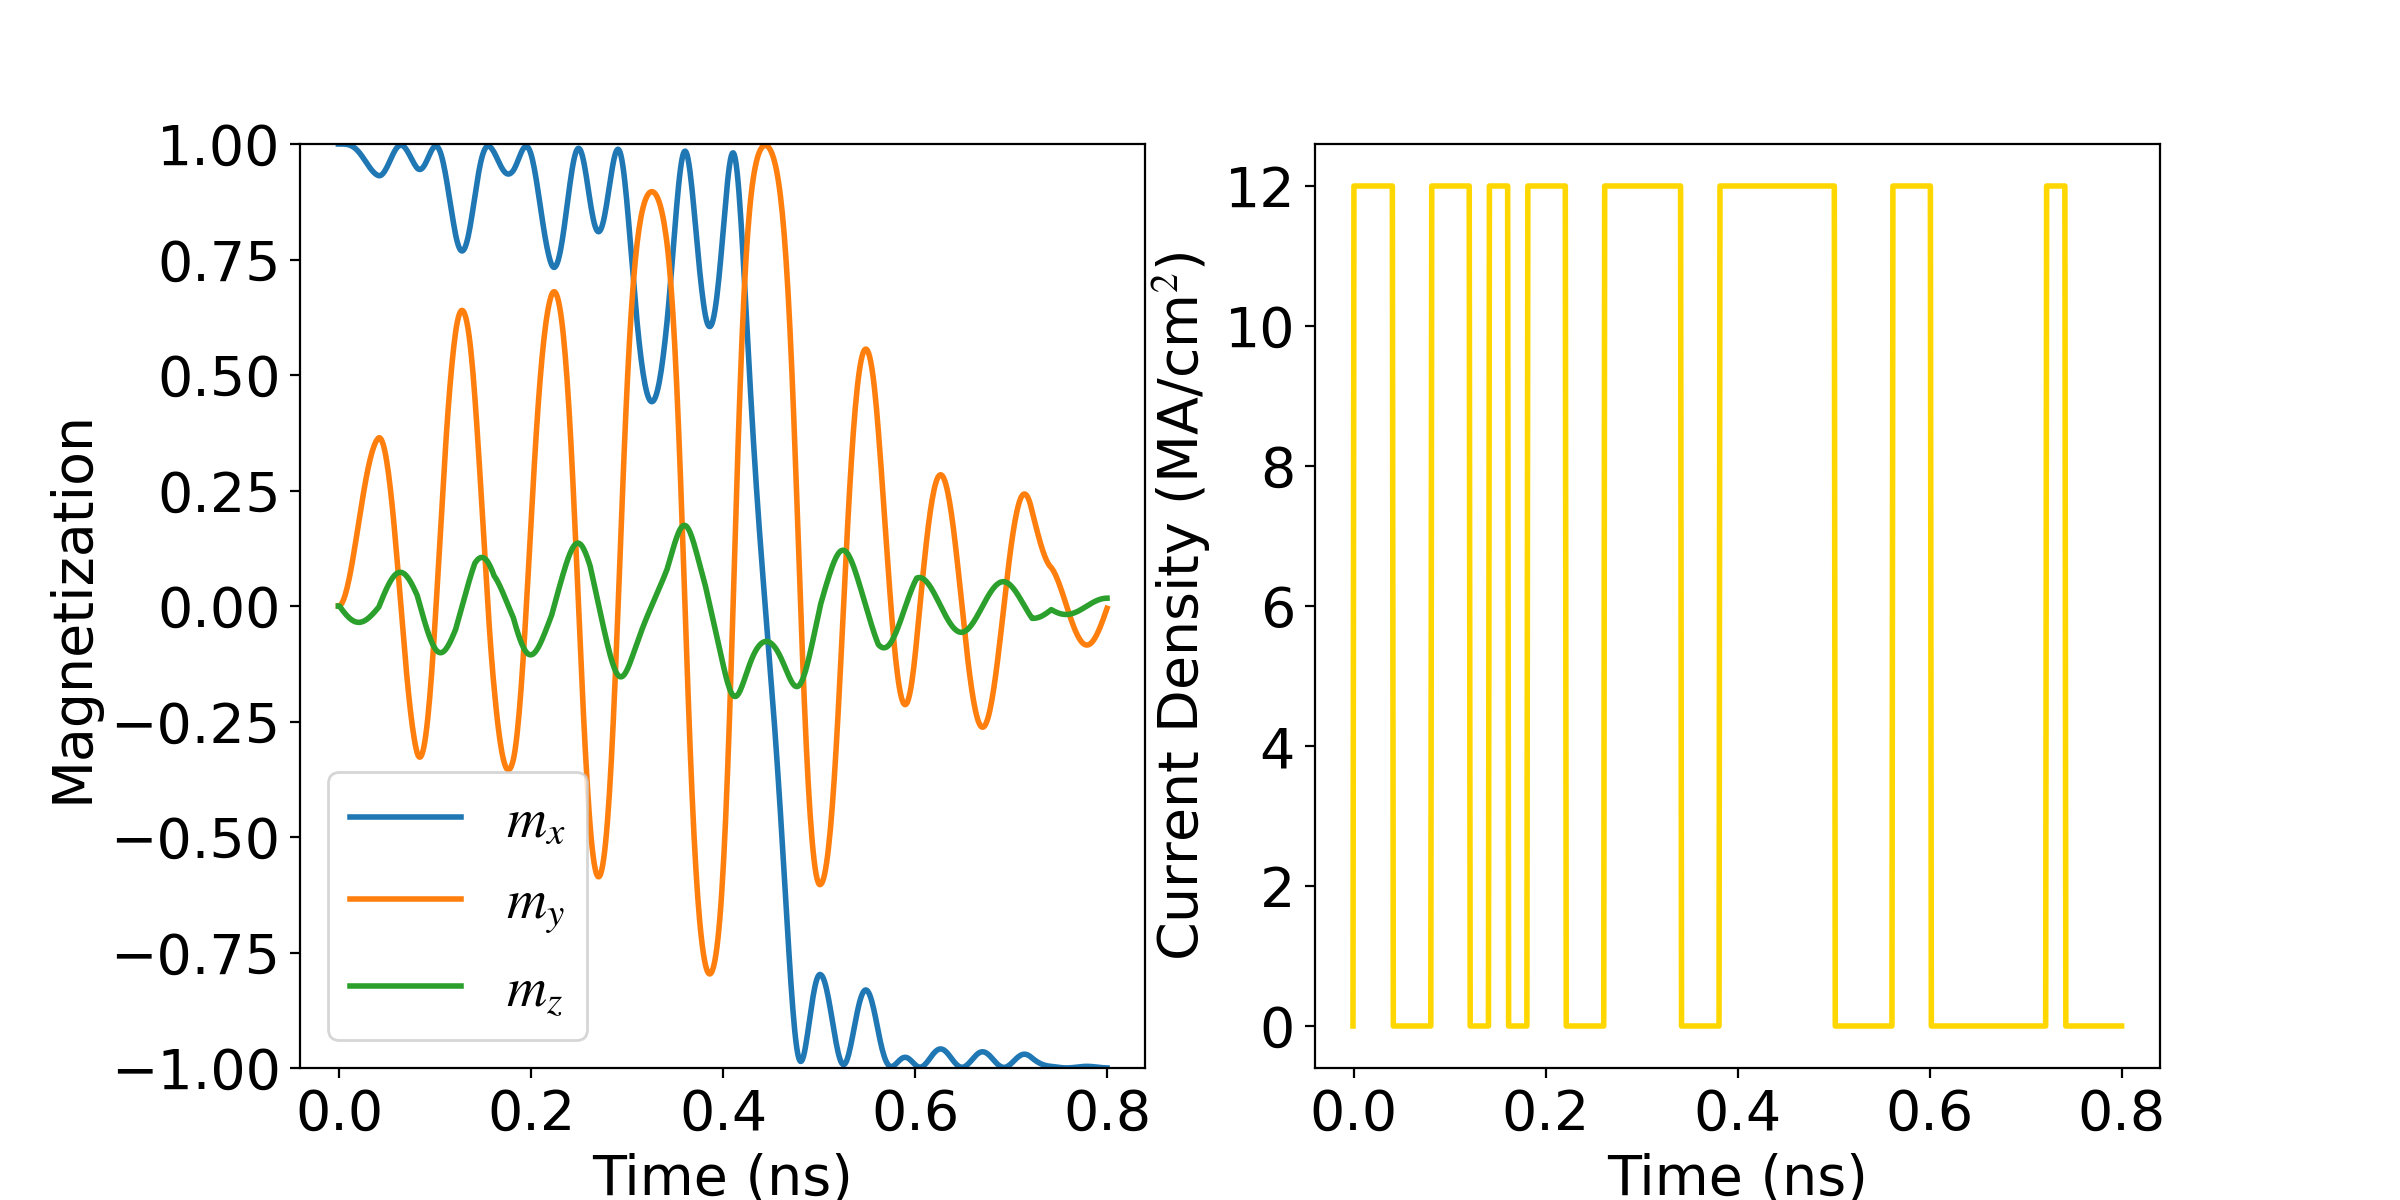 Magnetization
1.00
0.75
0.50
0.25
0.00
−0.25
−0.50
−0.75
−1.00
m_x
m_y
m_z
0.0 0.2 0.4 0.6 0.8
Time (ns)
Current Density (MA/cm²)
12
10
8
6
4
2
0
0.0 0.2 0.4 0.6 0.8
Time (ns)